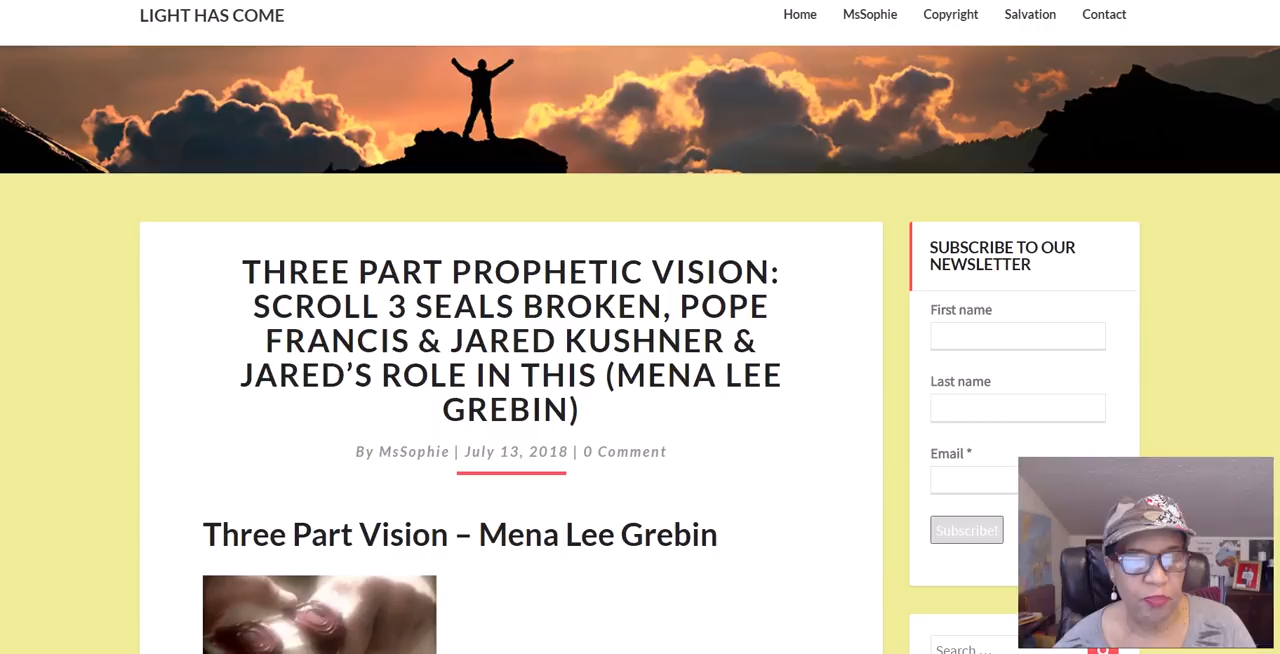 LIGHT HAS COME
Home MsSophie Copyright Salvation Contact
THREE PART PROPHETIC VISION:
SCROLL 3 SEALS BROKEN, POPE
FRANCIS & JARED KUSHNER &
JARED’S ROLE IN THIS (MENA LEE
GREBIN)
By MsSophie | July 13, 2018 | 0 Comment
Three Part Vision – Mena Lee Grebin
SUBSCRIBE TO OUR
NEWSLETTER
First name
Last name
Email *
Subscribe!
Search …